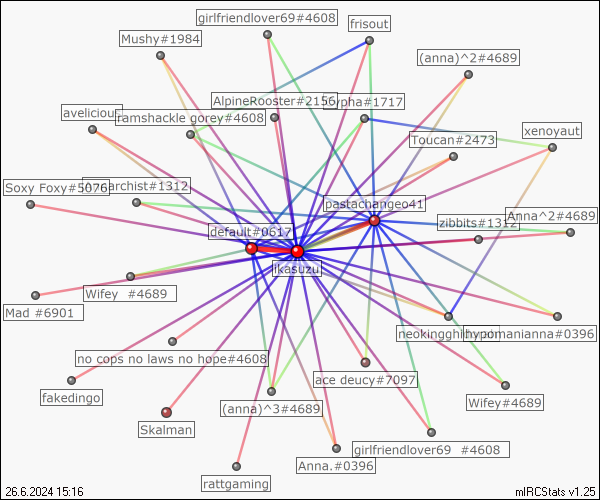 girlfriendlover69#4608
frisout
Mushy#1984
(anna)^2#4689
AlpineRooster#2156
rpha#1717
avelicious
ramshackle gorey#4608
Toucan#2473
xenoyaut
Soxy Foxy#5076
archist#1312
pastachangeo41
default#0617
zibbits#1312
Anna^2#4689
ikasuzu
Wifey #4689
Mad #6901
hypomanianna#0396
no cops no laws no hope#4608
ace deucy#7097
fakedingo
(anna)^3#4689
Wifey#4689
Skalman
girlfriendlover69 #4608
Anna.#0396
rattgaming
26.6.2024 15:16
mIRCStats v1.25